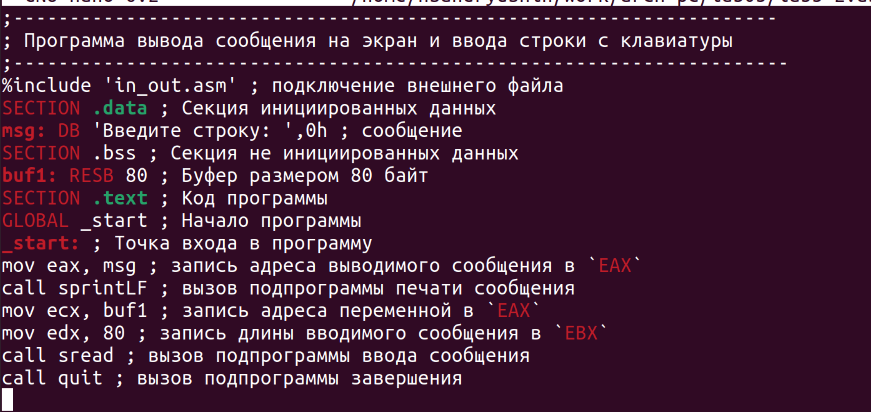 ;--------------------------------------------------------------------
; Программа вывода сообщения на экран и ввода строки с клавиатуры
;---------------------------------------------------------------------
%include 'in_out.asm' ; подключение внешнего файла
SECTION .data ; Секция инициированных данных
msg: DB 'Введите строку: ',0h ; сообщение
SECTION .bss ; Секция не инициированных данных
buf1: RESB 80 ; Буфер размером 80 байт
SECTION .text ; Код программы
GLOBAL _start ; Начало программы
_start: ; Точка входа в программу
mov eax, msg ; запись адреса выводимого сообщения в `EAX`
call sprintLF ; вызов подпрограммы печати сообщения
mov ecx, buf1 ; запись адреса переменной в `EAX`
mov edx, 80 ; запись длины вводимого сообщения в `EBX`
call sread ; вызов подпрограммы ввода сообщения
call quit ; вызов подпрограммы завершения